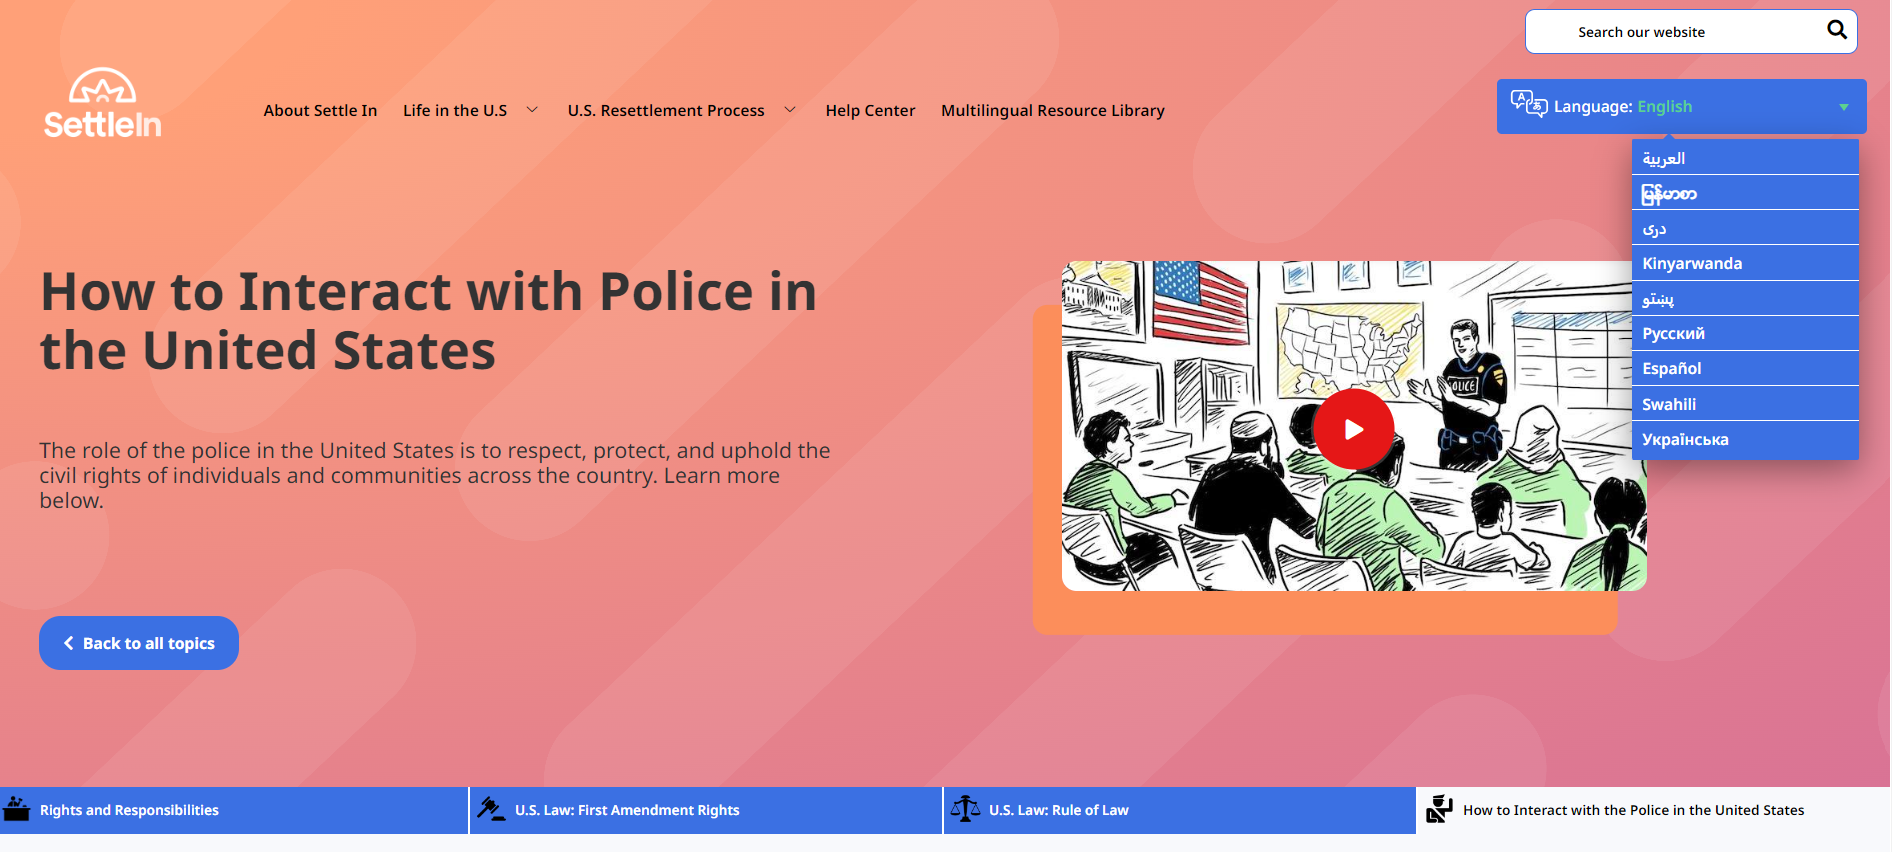 Search our website
SettleIn
About Settle In
Life in the U.S
U.S. Resettlement Process
Help Center
Multilingual Resource Library
Language: English
العربية
မြန်မာစာ
دری
Kinyarwanda
پښتو
Русский
Español
Swahili
Українська
How to Interact with Police in
the United States
The role of the police in the United States is to respect, protect, and uphold the
civil rights of individuals and communities across the country. Learn more
below.
POLICE
Back to all topics
Rights and Responsibilities
U.S. Law: First Amendment Rights
U.S. Law: Rule of Law
How to Interact with the Police in the United States